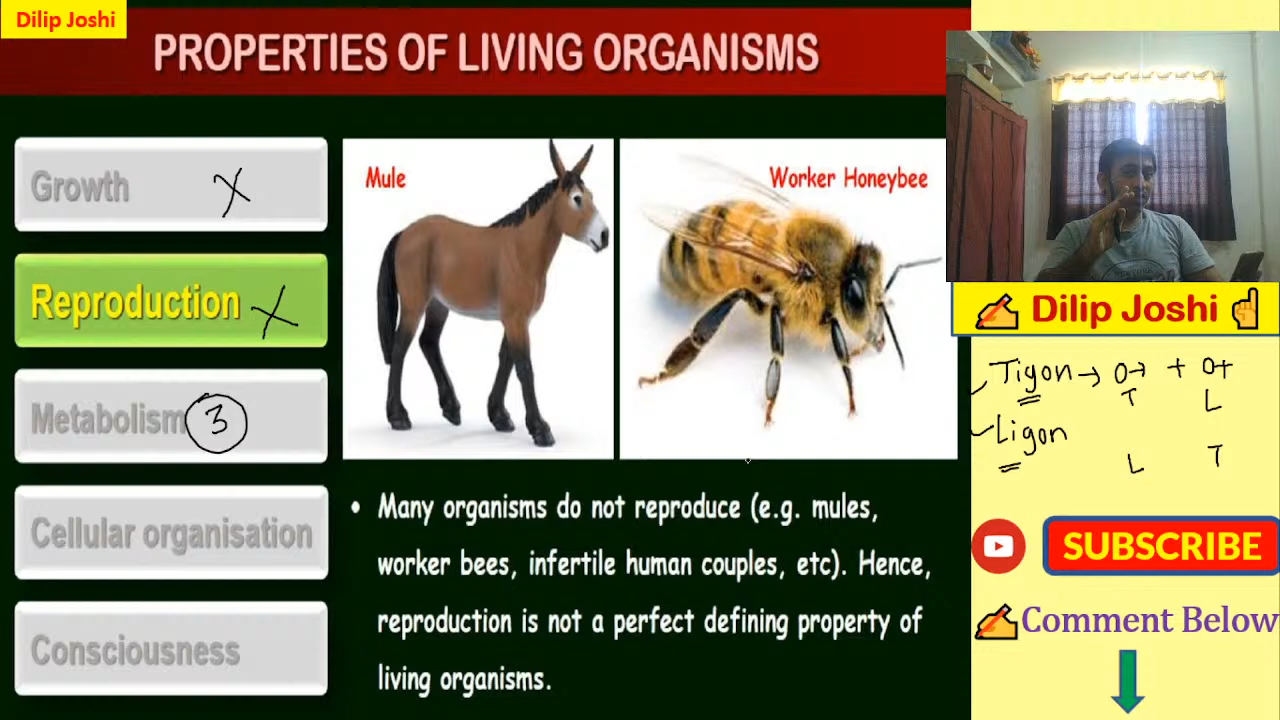 Dilip Joshi
PROPERTIES OF LIVING ORGANISMS
Growth X
Reproduction X
Metabolism 3
Cellular organisation
Consciousness
Mule
Worker Honeybee
• Many organisms do not reproduce (e.g. mules,
worker bees, infertile human couples, etc). Hence,
reproduction is not a perfect defining property of
living organisms.
NEW YORK
Dilip Joshi
Tigon → O→ + O+
T L
Ligon
L T
SUBSCRIBE
Comment Below